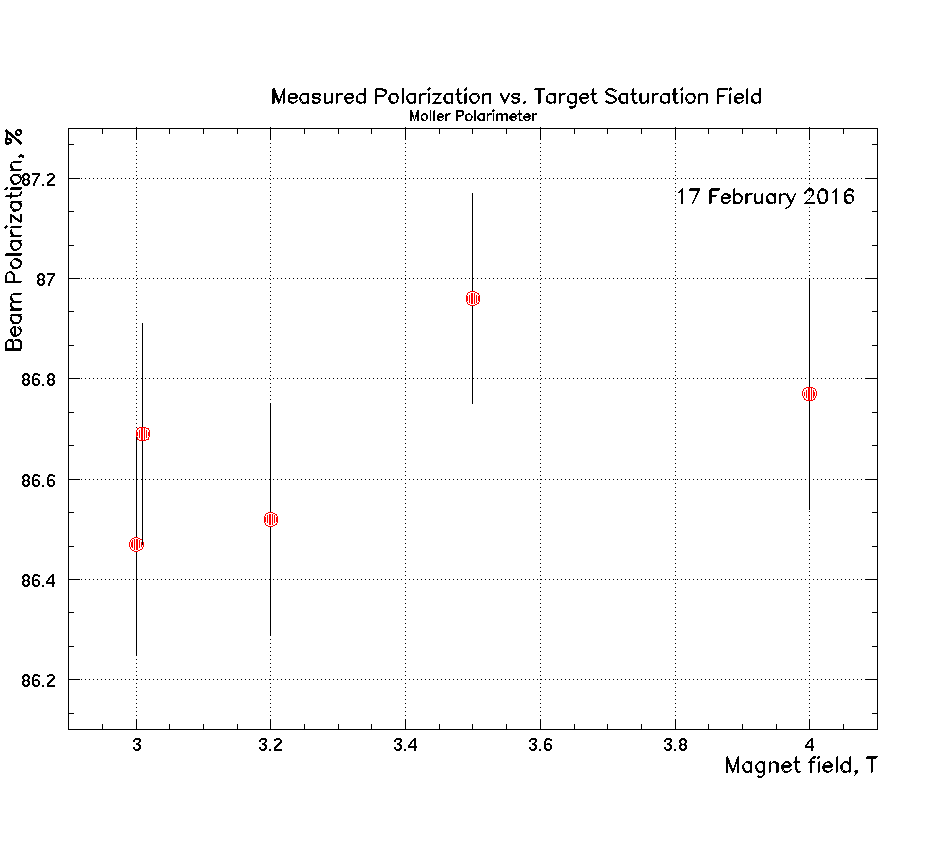 Measured Polarization vs. Target Saturation Field
Moller Polarimeter
Beam Polarization, %
17 February 2016
87.2
87
86.8
86.6
86.4
86.2
3 3.2 3.4 3.6 3.8 4
Magnet field, T